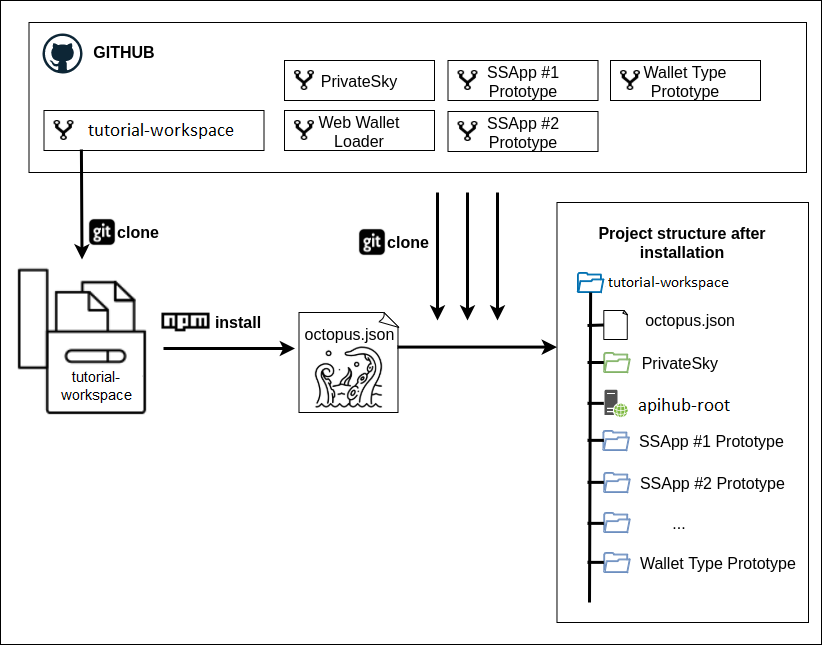 GITHUB
PrivateSky
SSApp #1
Prototype
Wallet Type
Prototype
tutorial-workspace
Web Wallet
Loader
SSApp #2
Prototype
git clone
git clone
npm install
tutorial-
workspace
octopus.json
Project structure after
installation
tutorial-workspace
octopus.json
PrivateSky
apihub-root
SSApp #1 Prototype
SSApp #2 Prototype
...
Wallet Type Prototype